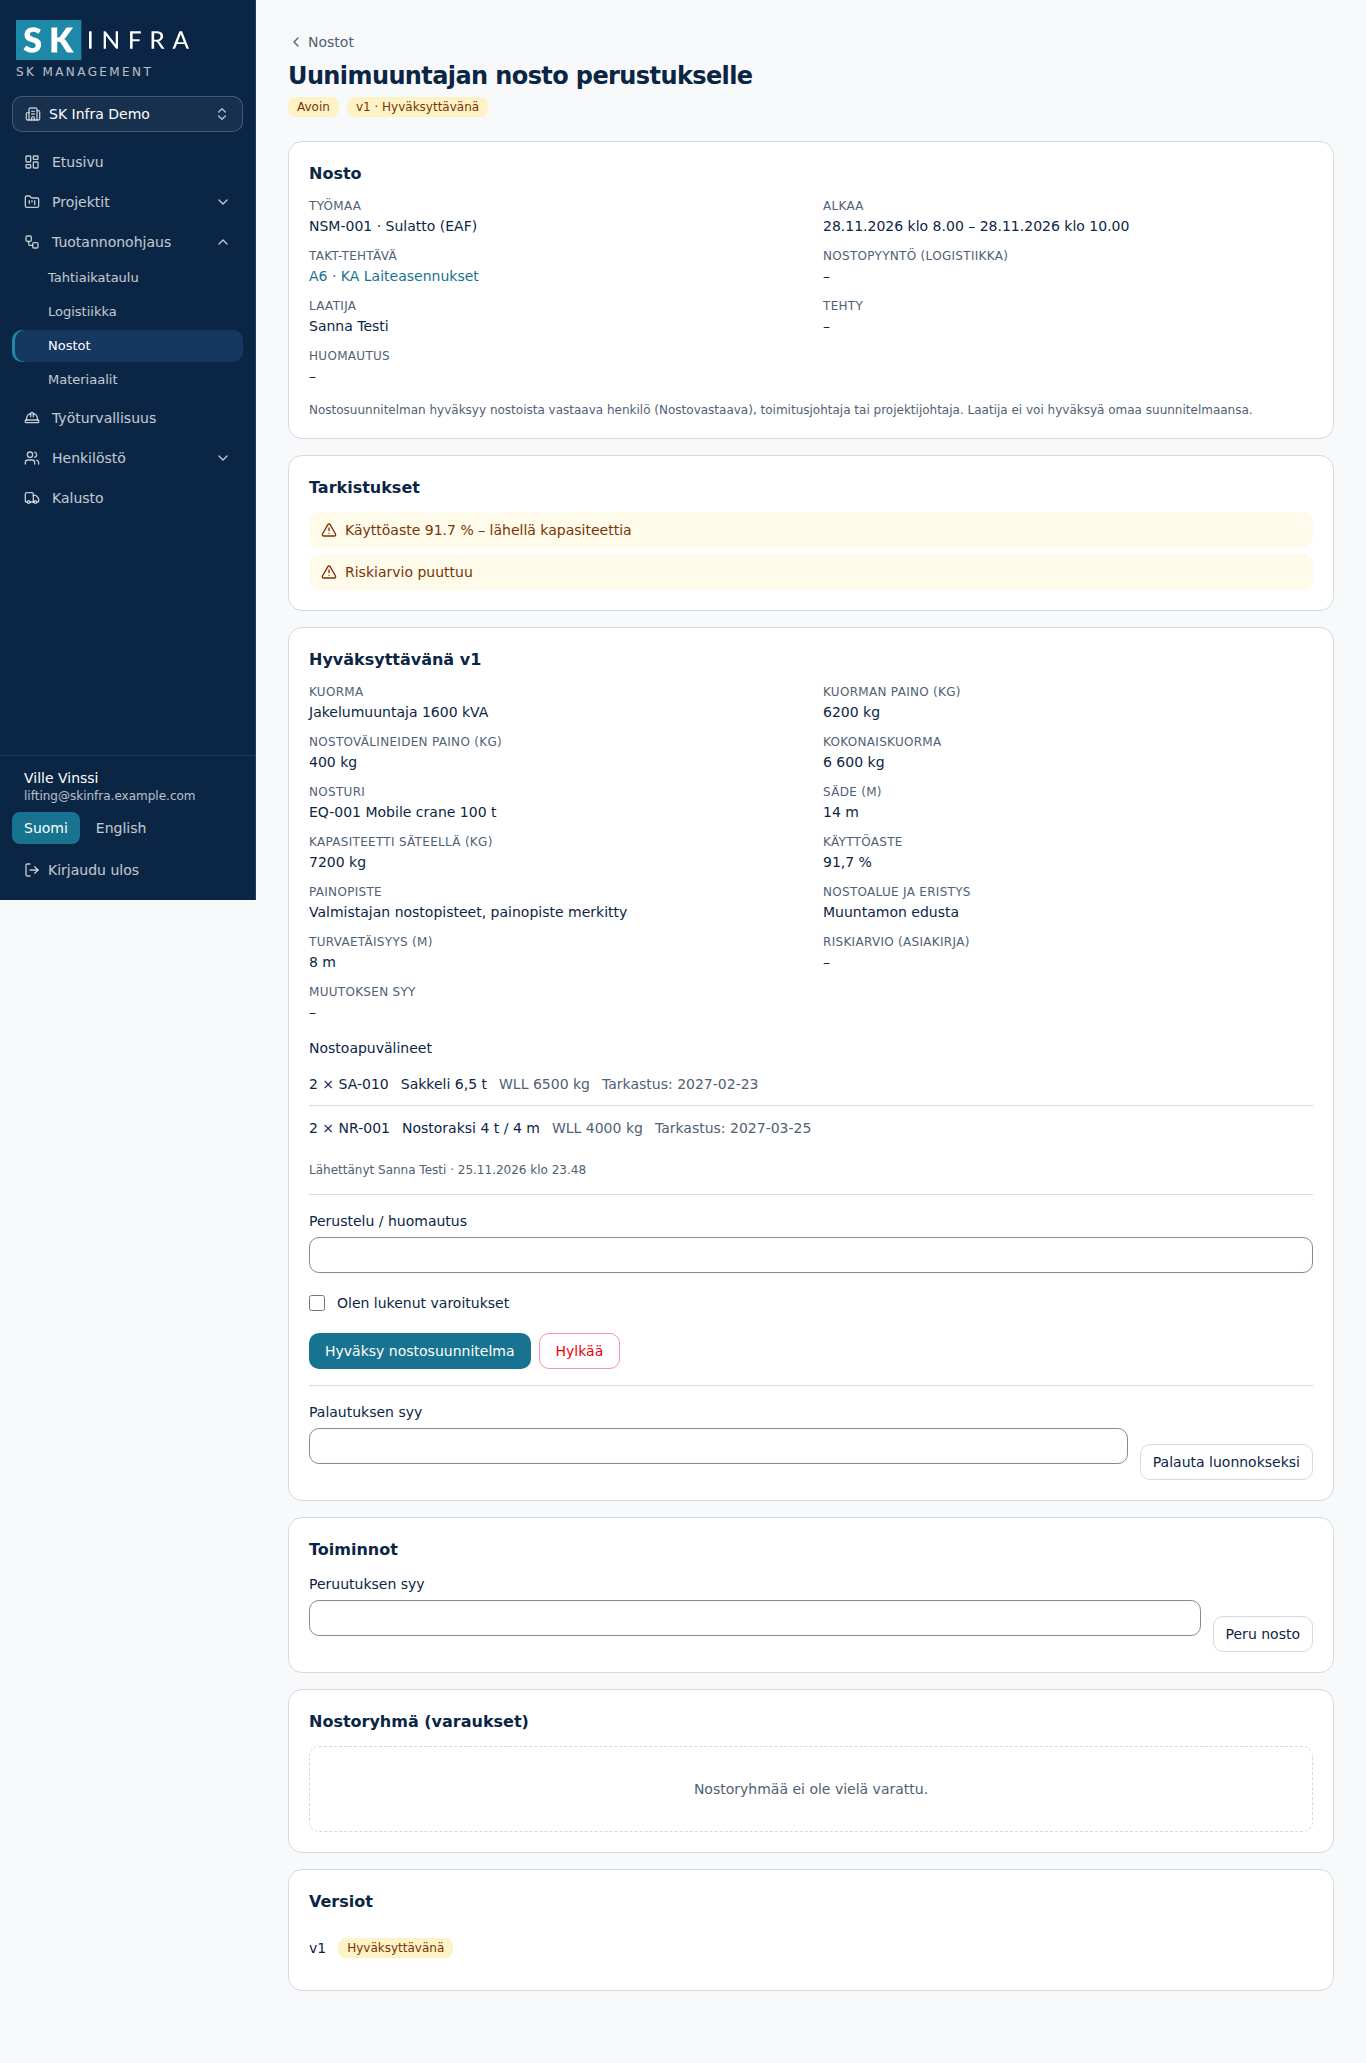 SK INFRA
SK MANAGEMENT
SK Infra Demo
Etusivu
Projektit
Tuotannonohjaus
Tahtiaikataulu
Logistiikka
Nostot
Materiaalit
Työturvallisuus
Henkilöstö
Kalusto
Ville Vinssi
lifting@skinfra.example.com
Suomi English
Kirjaudu ulos
Nostot
Uunimuuntajan nosto perustukselle
Avoin v1 · Hyväksyttävänä
Nosto
TYÖMAA
NSM-001 · Sulatto (EAF)
ALKAA
28.11.2026 klo 8.00 – 28.11.2026 klo 10.00
TAKT-TEHTÄVÄ
A6 · KA Laiteasennukset
NOSTOPYYNTÖ (LOGISTIIKKA)
–
LAATIJA
Sanna Testi
TEHTY
–
HUOMAUTUS
–
Nostosuunnitelman hyväksyy nostoista vastaava henkilö (Nostovastaava), toimitusjohtaja tai projektijohtaja. Laatija ei voi hyväksyä omaa suunnitelmaansa.
Tarkistukset
Käyttöaste 91.7 % – lähellä kapasiteettia
Riskiarvio puuttuu
Hyväksyttävänä v1
KUORMA
Jakelumuuntaja 1600 kVA
KUORMAN PAINO (KG)
6200 kg
NOSTOVÄLINEIDEN PAINO (KG)
400 kg
KOKONAISKUORMA
6 600 kg
NOSTURI
EQ-001 Mobile crane 100 t
SÄDE (M)
14 m
KAPASITEETTI SÄTEELLÄ (KG)
7200 kg
KÄYTTÖASTE
91,7 %
PAINOPISTE
Valmistajan nostopisteet, painopiste merkitty
NOSTOALUE JA ERISTYS
Muuntamon edusta
TURVAETÄISYYS (M)
8 m
RISKIARVIO (ASIAKIRJA)
–
MUUTOKSEN SYY
–
Nostoapuvälineet
2 × SA-010 Sakkeli 6,5 t WLL 6500 kg Tarkastus: 2027-02-23
2 × NR-001 Nostoraksi 4 t / 4 m WLL 4000 kg Tarkastus: 2027-03-25
Lähettänyt Sanna Testi · 25.11.2026 klo 23.48
Perustelu / huomautus
Olen lukenut varoitukset
Hyväksy nostosuunnitelma Hylkää
Palautuksen syy
Palauta luonnokseksi
Toiminnot
Peruutuksen syy
Peru nosto
Nostoryhmä (varaukset)
Nostoryhmää ei ole vielä varattu.
Versiot
v1 Hyväksyttävänä